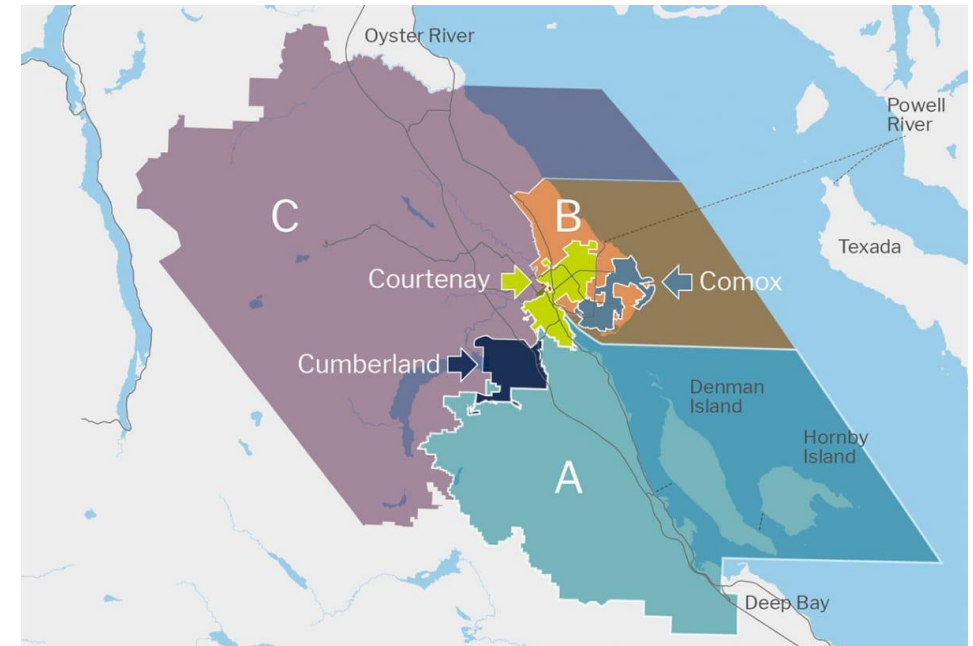 Oyster River
Powell
River
C
B
Texada
Courtenay
Comox
Cumberland
Denman
Island
Hornby
Island
A
Deep Bay